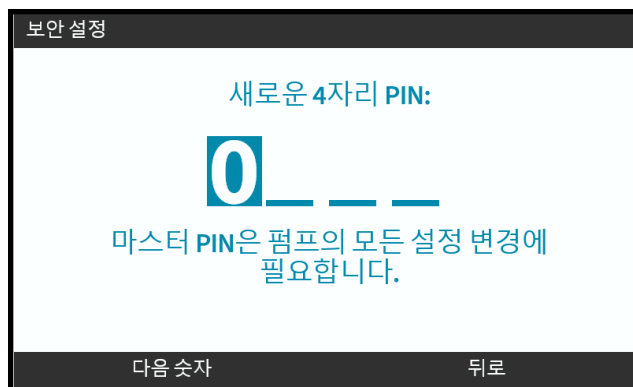 보안 설정
새로운 4자리 PIN:
0 _ _ _
마스터 PIN은 펌프의 모든 설정 변경에
필요합니다.
다음 숫자 뒤로